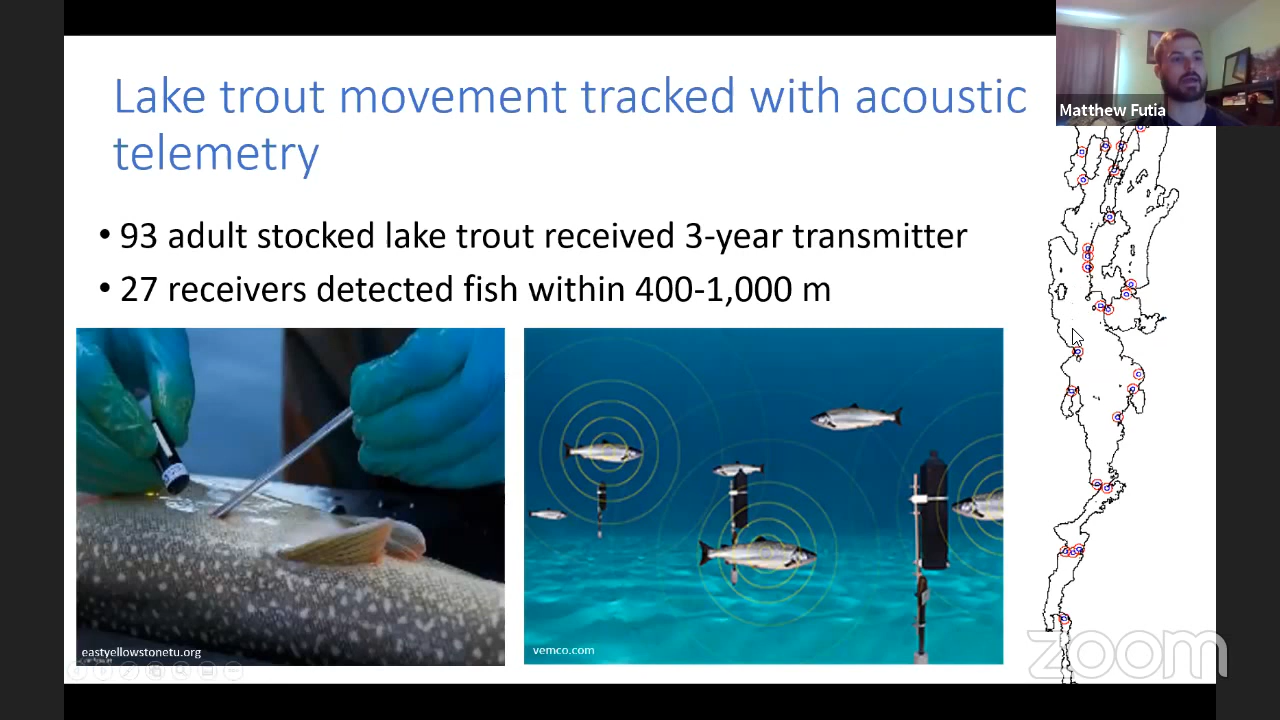 Lake trout movement tracked with acoustic
telemetry
Matthew Futia
• 93 adult stocked lake trout received 3-year transmitter
• 27 receivers detected fish within 400-1,000 m
eastyellowstonetu.org
vemco.com
zoom